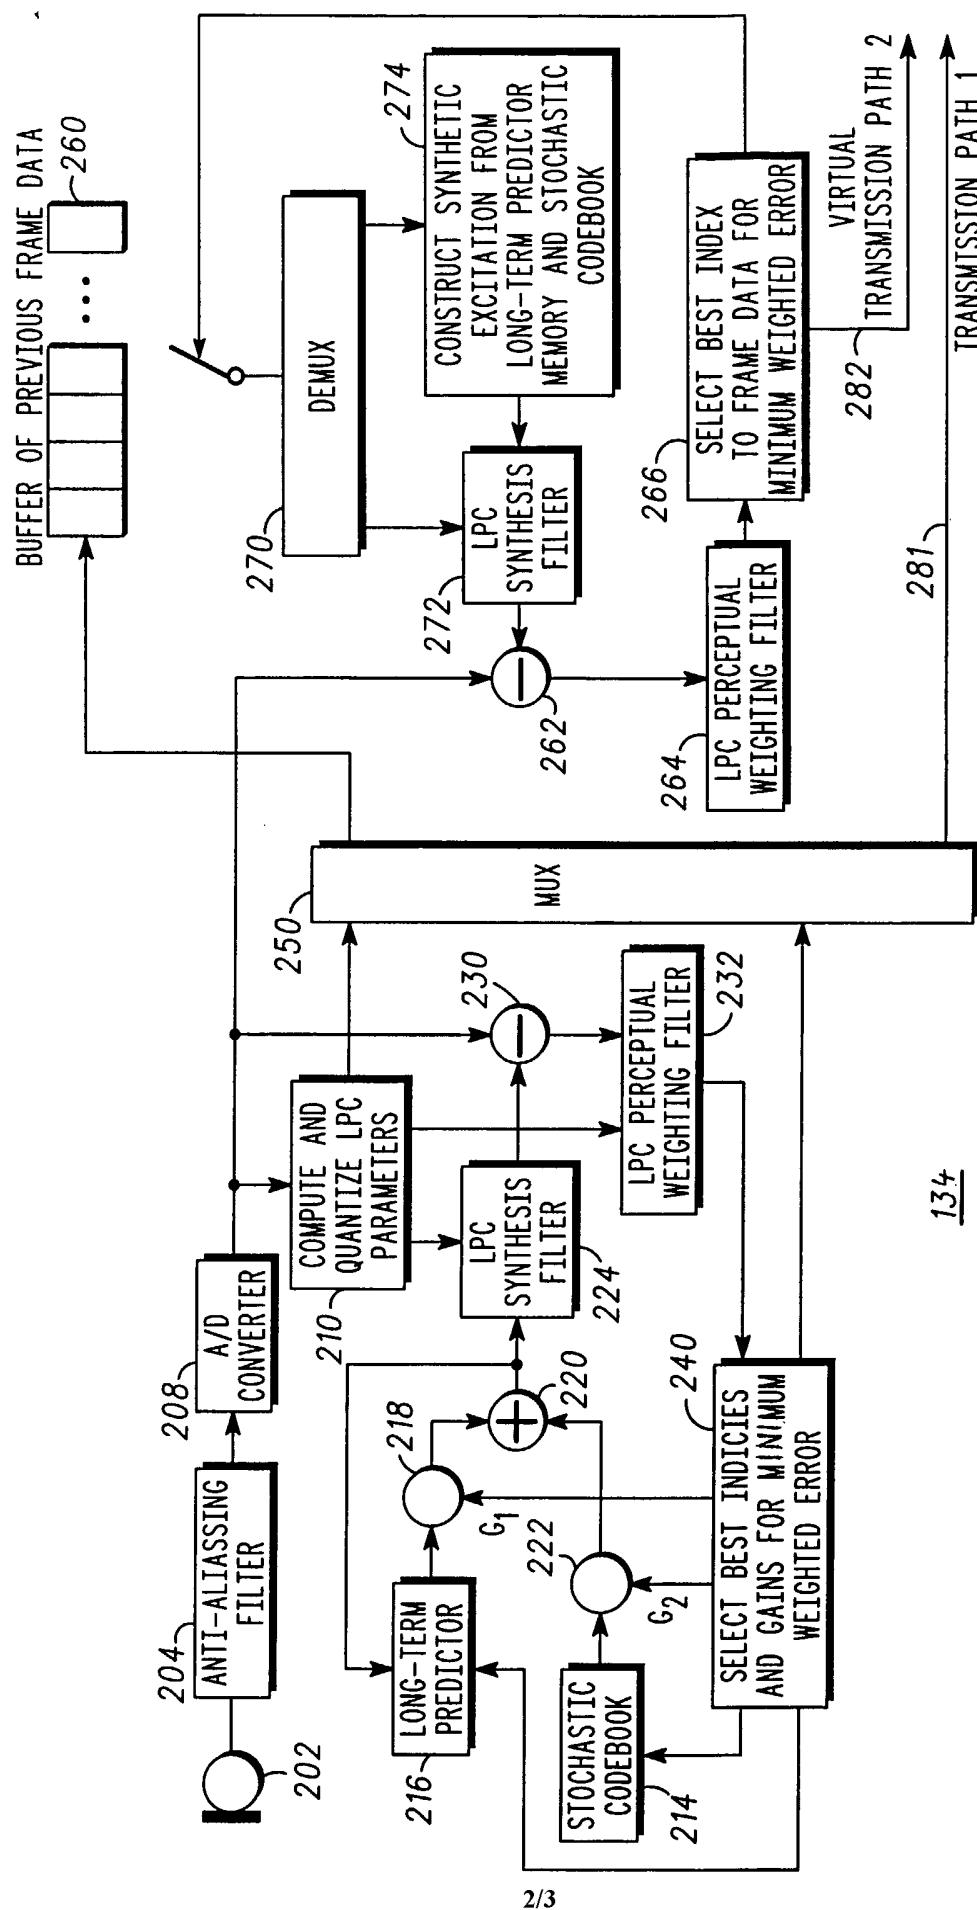 202
204
ANTI-ALIASSING
FILTER
208
A/D
CONVERTER
BUFFER OF PREVIOUS FRAME DATA
260
216
LONG-TERM
PREDICTOR
218
G1
220
210
COMPUTE AND
QUANTIZE LPC
PARAMETERS
224
LPC
SYNTHESIS
FILTER
214
STOCHASTIC
CODEBOOK
222
G2
230
232
LPC PERCEPTUAL
WEIGHTING FILTER
240
SELECT BEST INDICIES
AND GAINS FOR MINIMUM
WEIGHTED ERROR
250
MUX
270
DEMUX
272
LPC
SYNTHESIS
FILTER
274
CONSTRUCT SYNTHETIC
EXCITATION FROM
LONG-TERM PREDICTOR
MEMORY AND STOCHASTIC
CODEBOOK
262
264
LPC PERCEPTUAL
WEIGHTING FILTER
266
SELECT BEST INDEX
TO FRAME DATA FOR
MINIMUM WEIGHTED ERROR
282
VIRTUAL
TRANSMISSION PATH 2
281
TRANSMISSION PATH 1
134
2/3